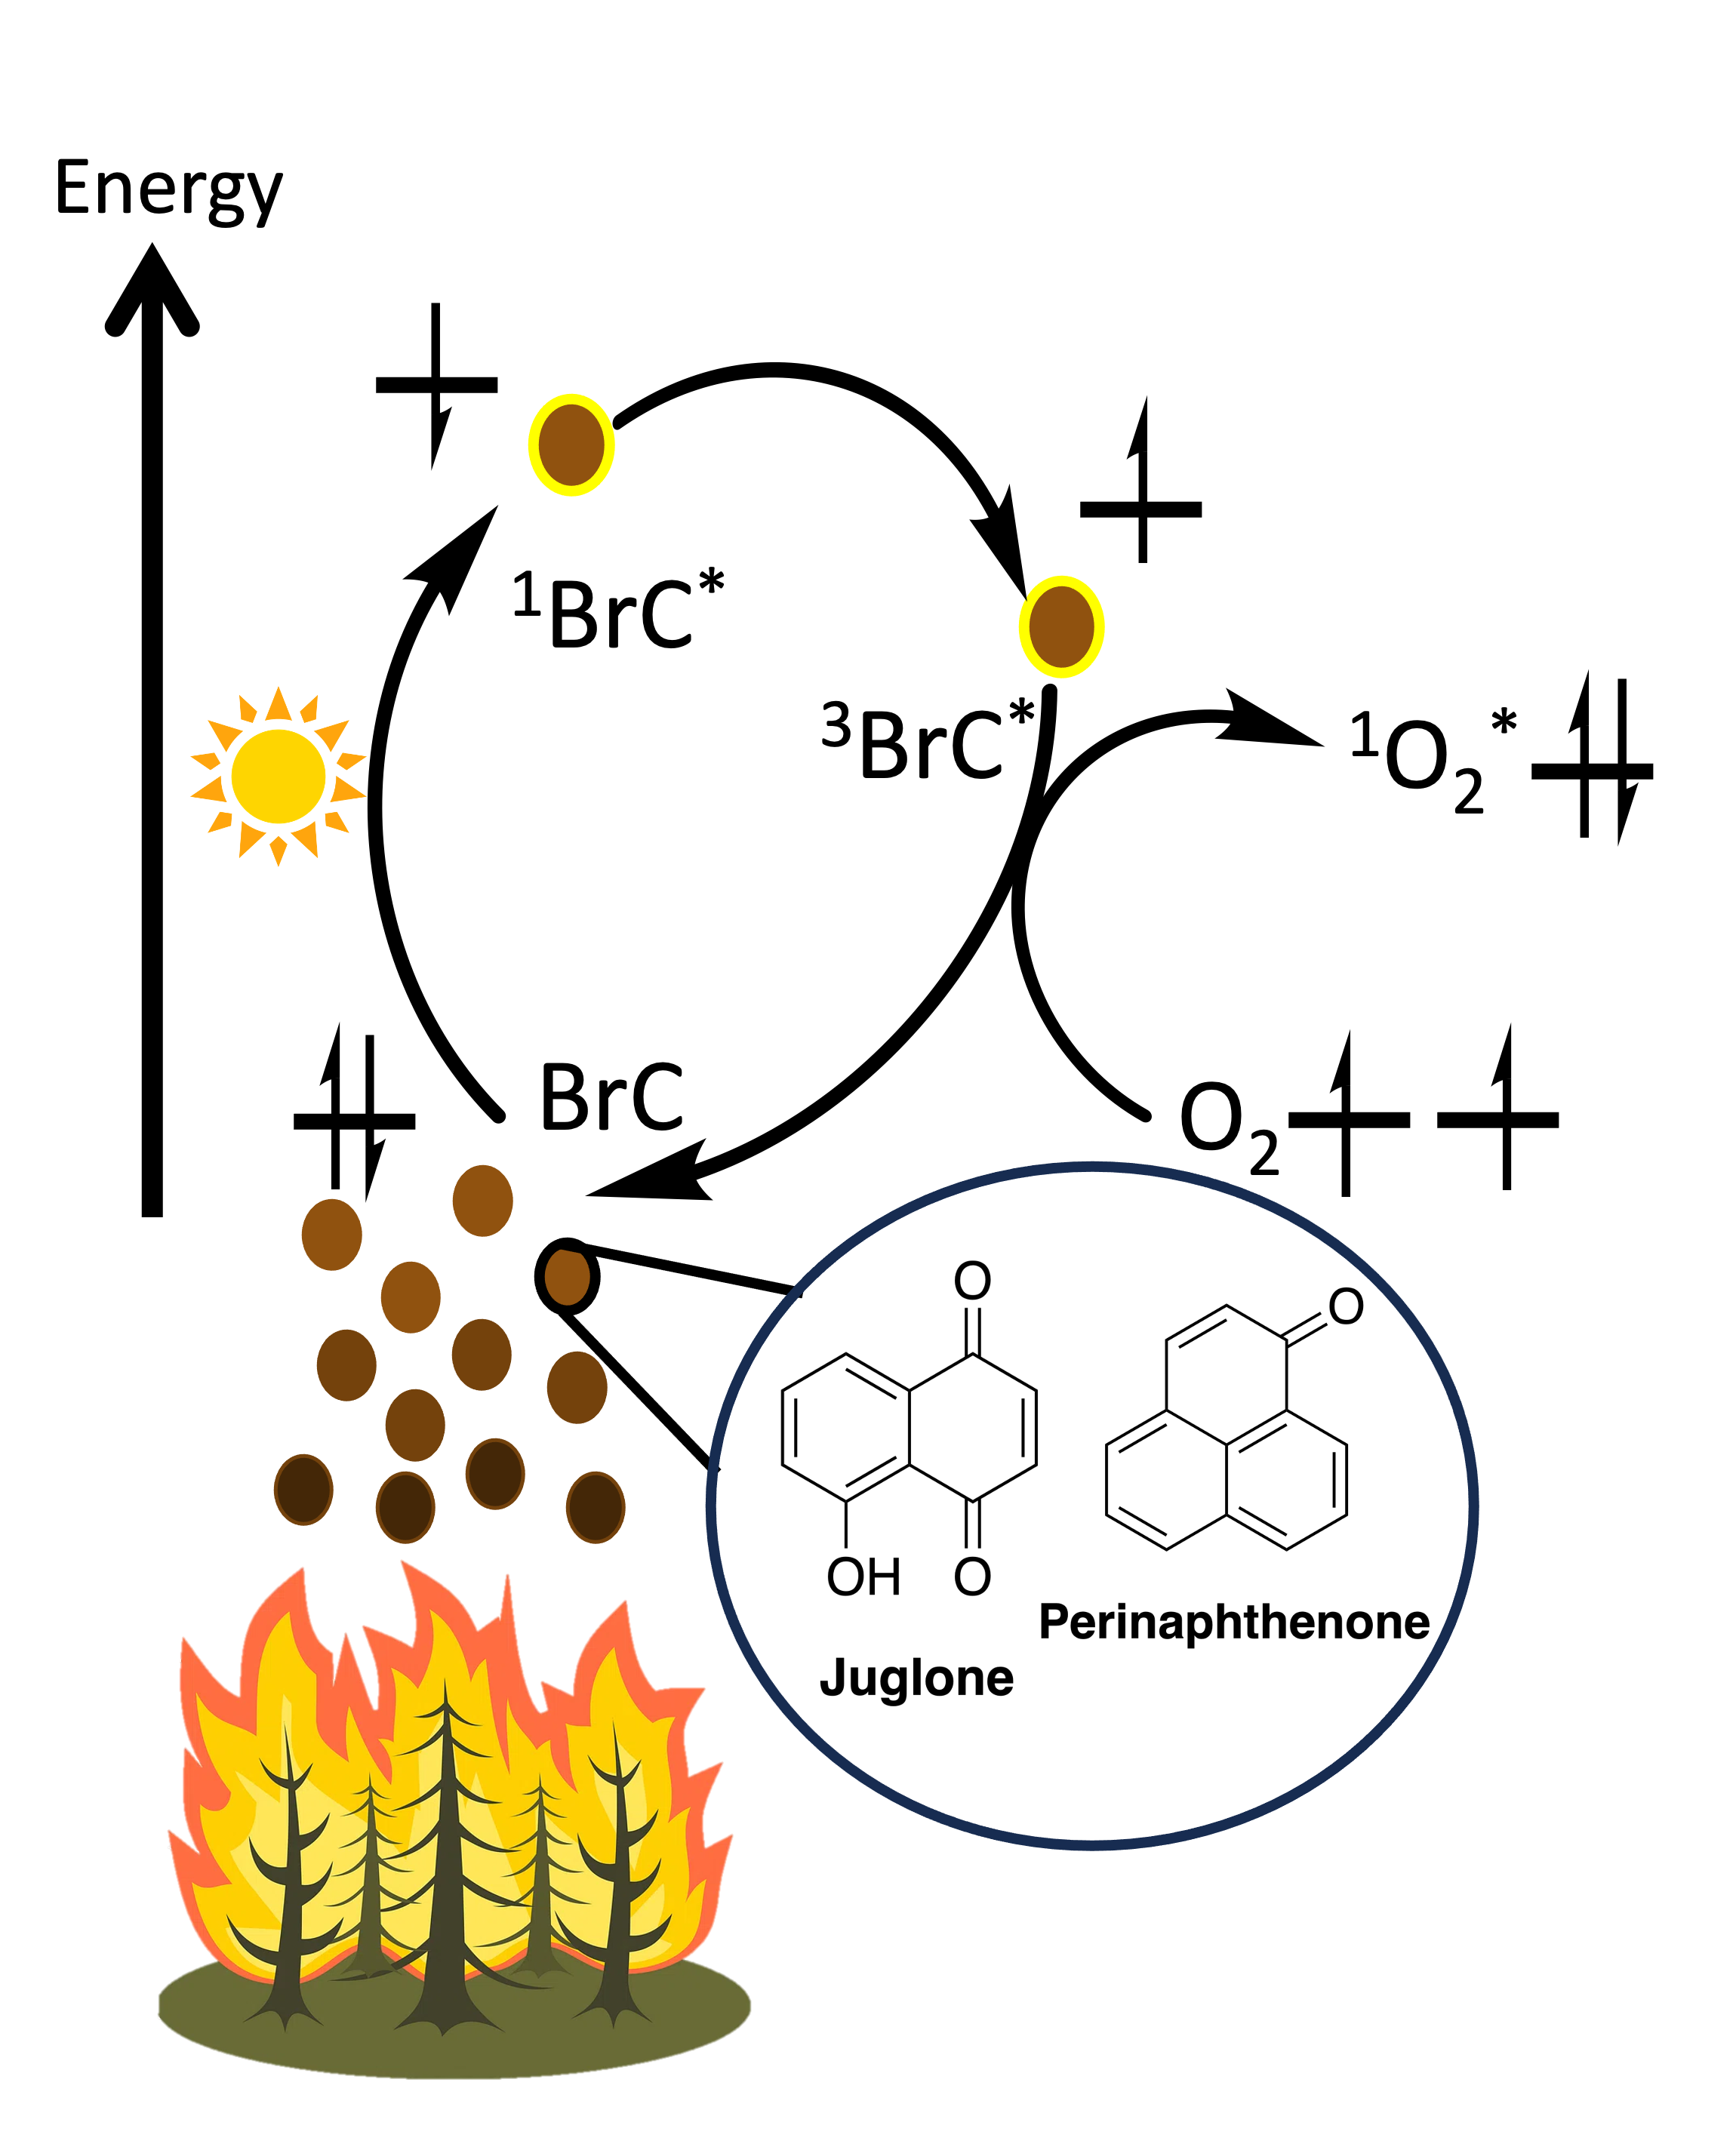 Energy
¹BrC*
³BrC*
¹O₂*
BrC
O₂
O
O
OH
O
Perinaphthenone
Juglone